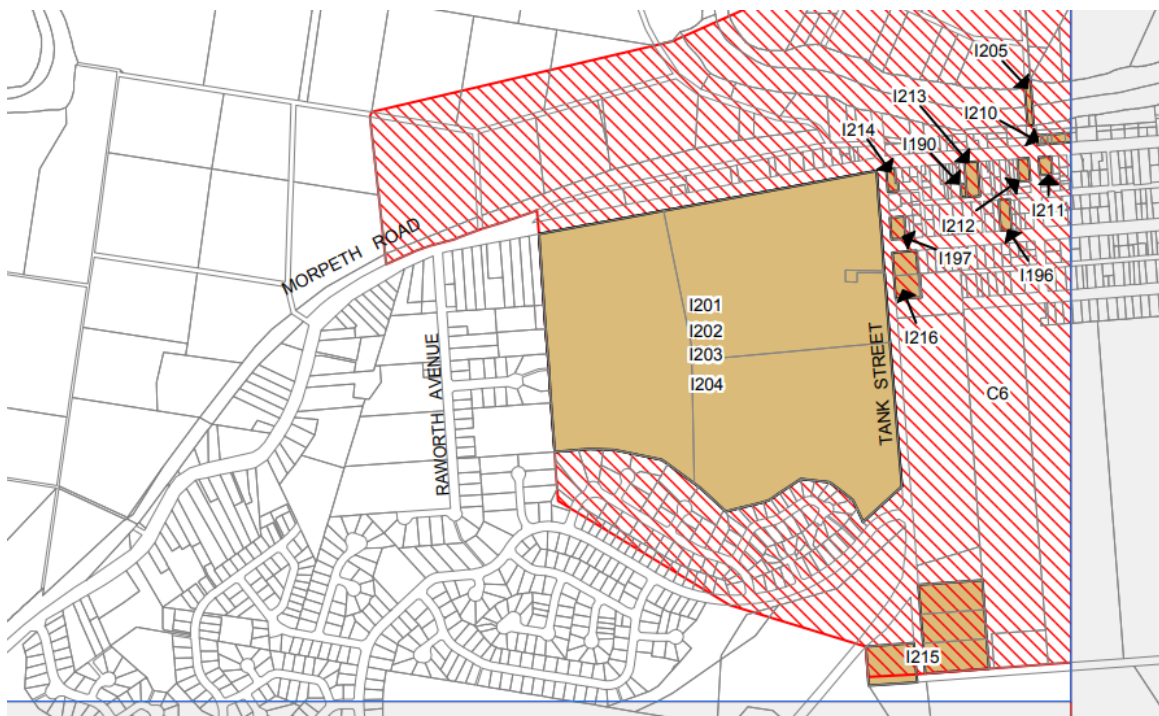 I205
I213
I210
I214
I190
I211
I212
MORPETH ROAD
I197
I196
I201
I202
I203
I204
I216
RAWORTH AVENUE
TANK STREET
C6
I215